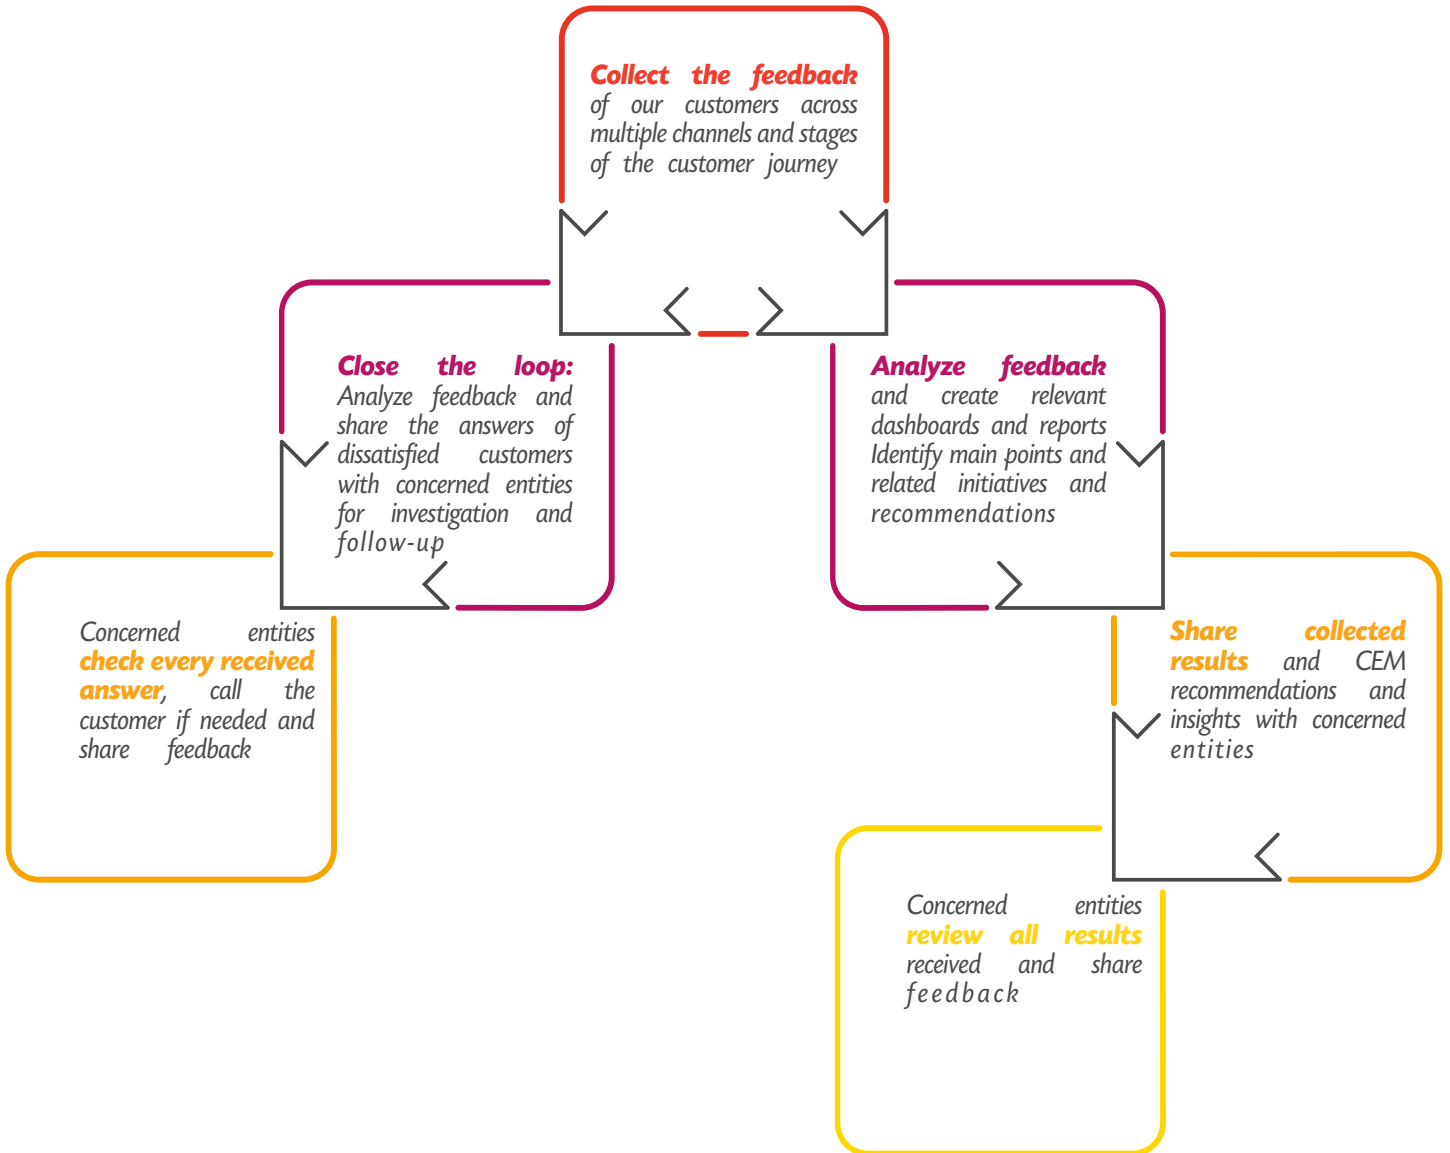 Collect the feedback
of our customers across
multiple channels and stages
of the customer journey
Close the loop:
Analyze feedback and
share the answers of
dissatisfied customers
with concerned entities
for investigation and
follow-up
Analyze feedback
and create relevant
dashboards and reports
Identify main points and
related initiatives and
recommendations
Concerned entities
check every received
answer, call the
customer if needed and
share feedback
Share collected
results and CEM
recommendations and
insights with concerned
entities
Concerned entities
review all results
received and share
feedback